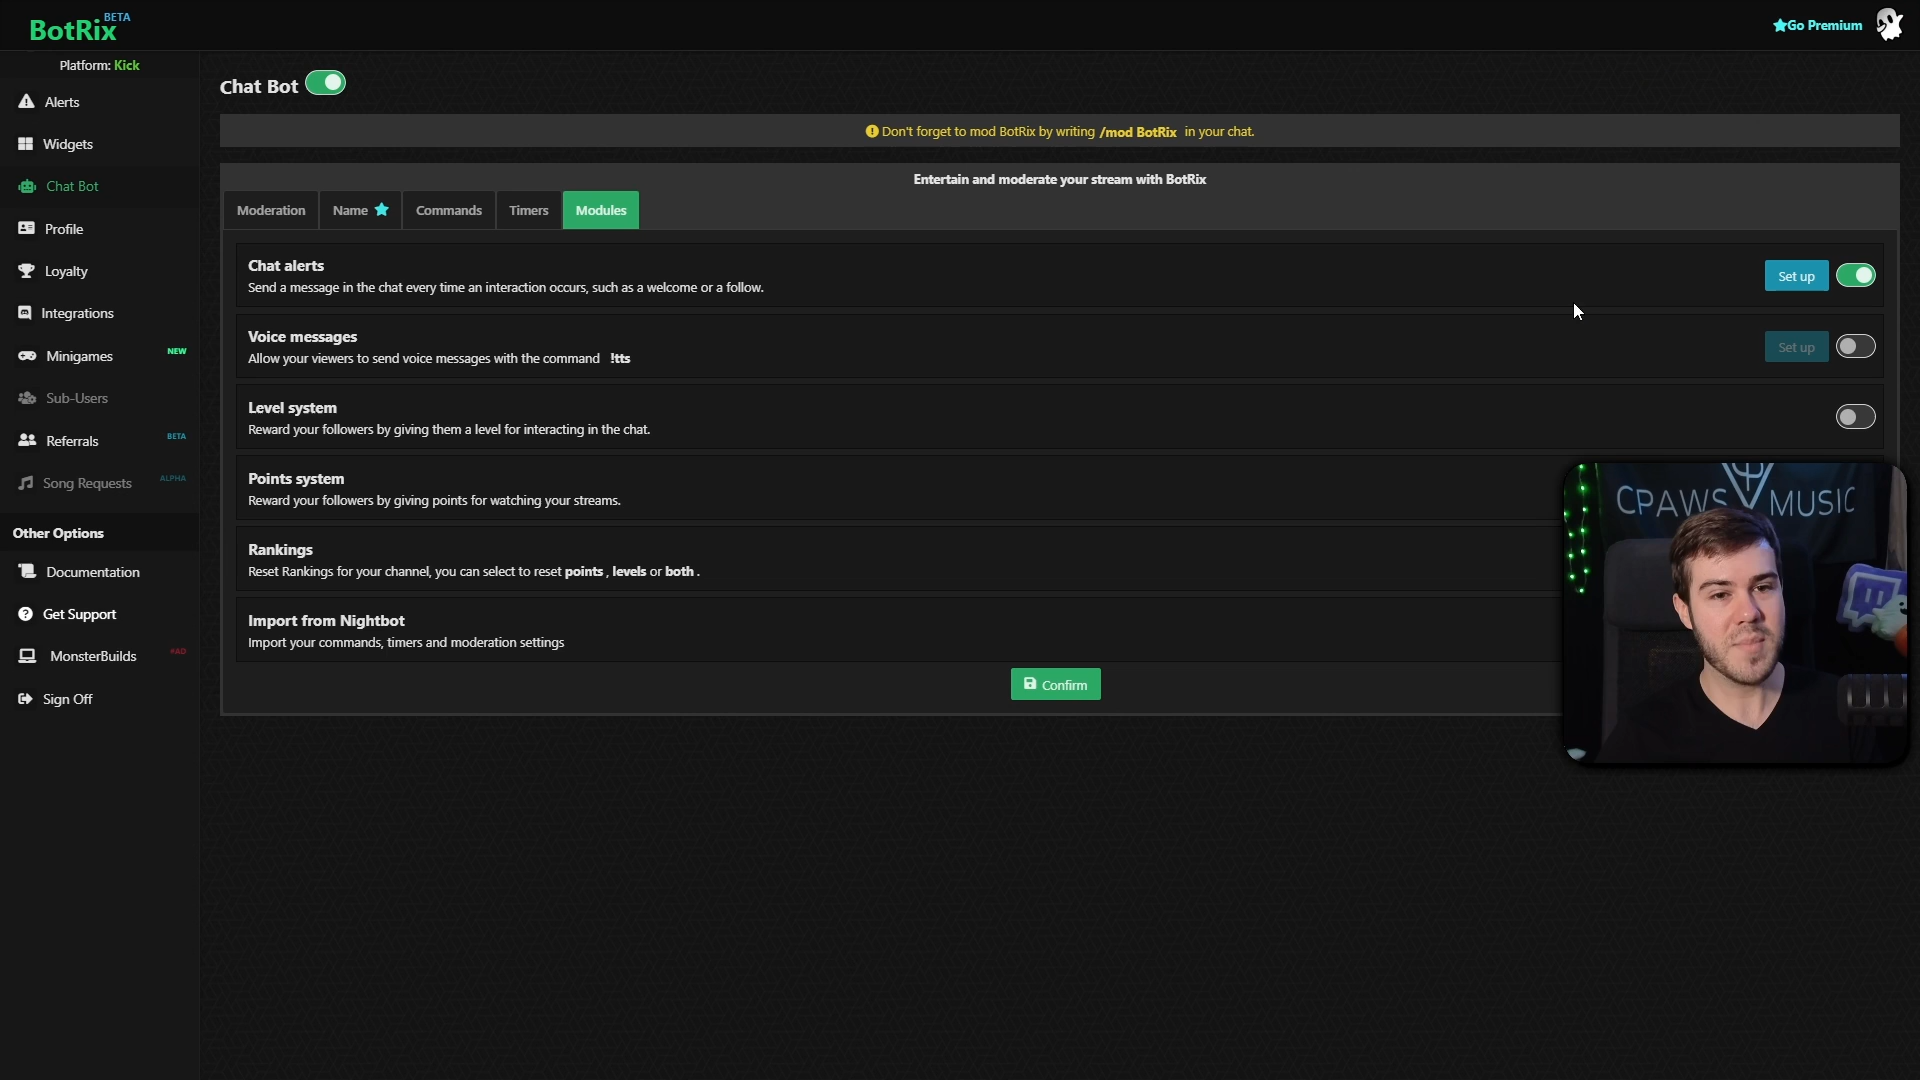 BotRix BETA
Go Premium
Platform: Kick
Alerts
Widgets
Chat Bot
Profile
Loyalty
Integrations
Minigames NEW
Sub-Users
Referrals BETA
Song Requests ALPHA
Other Options
Documentation
Get Support
MonsterBuilds #AD
Sign Off
Chat Bot
Don't forget to mod BotRix by writing /mod BotRix in your chat.
Entertain and moderate your stream with BotRix
Moderation Name Commands Timers Modules
Chat alerts
Send a message in the chat every time an interaction occurs, such as a welcome or a follow.
Set up
Voice messages
Allow your viewers to send voice messages with the command !tts
Set up
Level system
Reward your followers by giving them a level for interacting in the chat.
Points system
Reward your followers by giving points for watching your streams.
Rankings
Reset Rankings for your channel, you can select to reset points , levels or both .
Import from Nightbot
Import your commands, timers and moderation settings
Confirm
CPAWS MUSIC